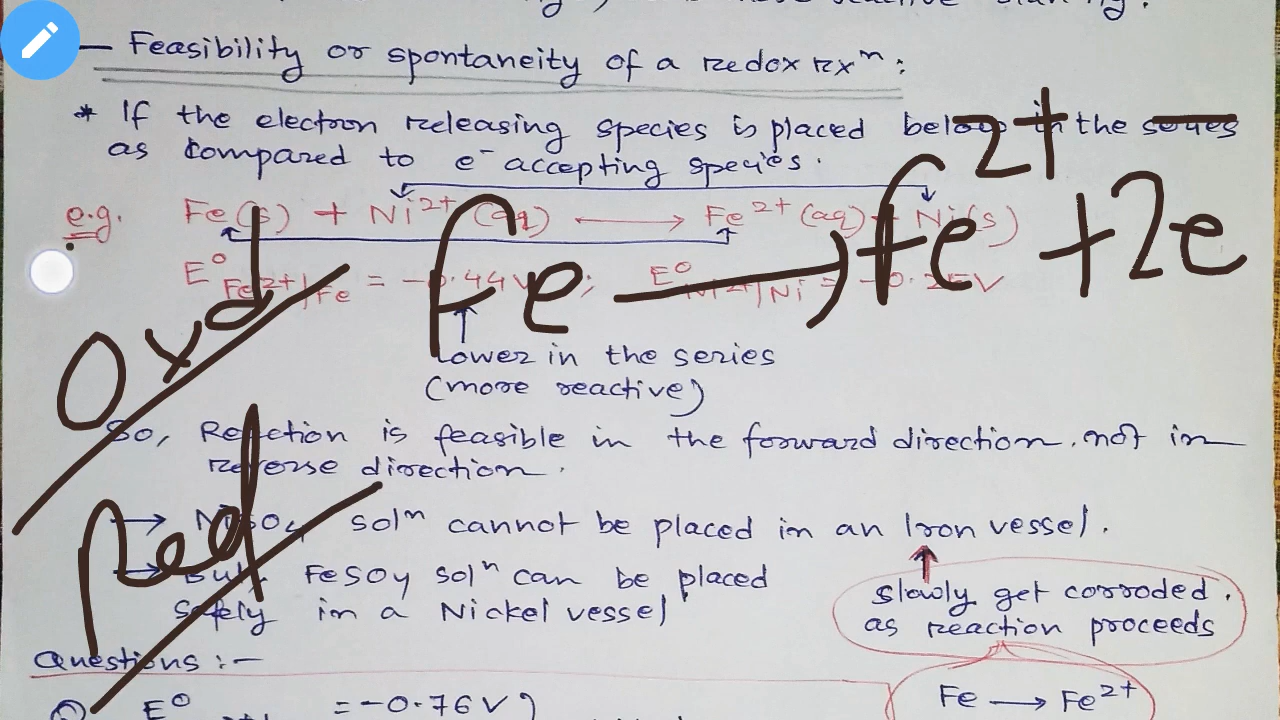 — Feasibility or spontaneity of a redox rxⁿ :
* If the electron releasing species is placed below in the series
as compared to e⁻ accepting species.
e.g. Fe(s) + Ni²⁺ (aq) ⟶ Fe²⁺ (aq) + Ni(s)
E⁰ Fe²⁺/Fe = -0.44V ; E⁰ Ni²⁺/Ni = -0.25V
Oxd Fe ⟶ Fe²⁺ + 2e
Lower in the series
(more reactive)
So, Reaction is feasible in the forward direction, not in
reverse direction.
Red
→ NiSO₄ solⁿ cannot be placed in an Iron vessel.
→ But, FeSO4 solⁿ can be placed
safely in a Nickel vessel
slowly get corroded.
as reaction proceeds
Questions :—
Fe ⟶ Fe²⁺
E⁰ = -0.76 V